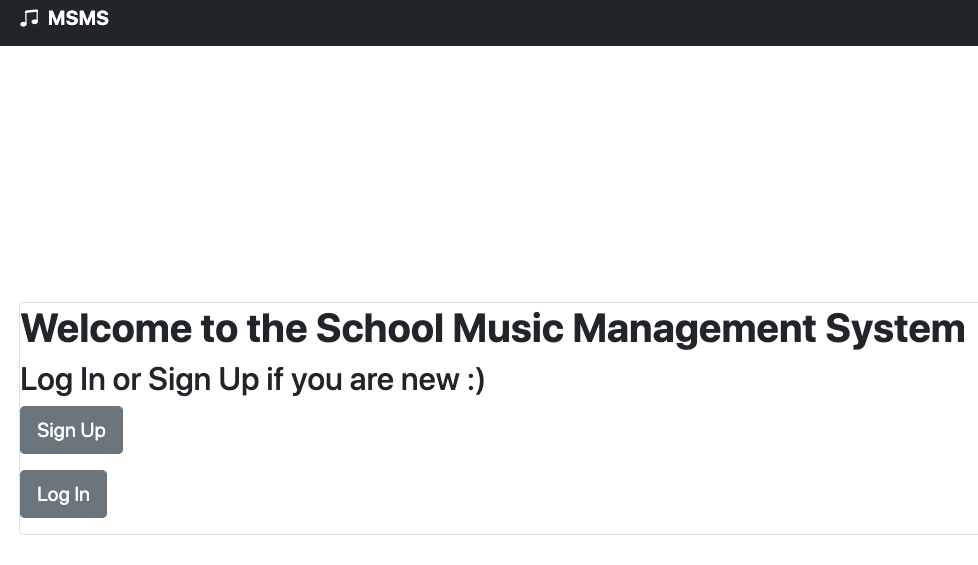 MSMS
Welcome to the School Music Management System
Log In or Sign Up if you are new :)
Sign Up
Log In